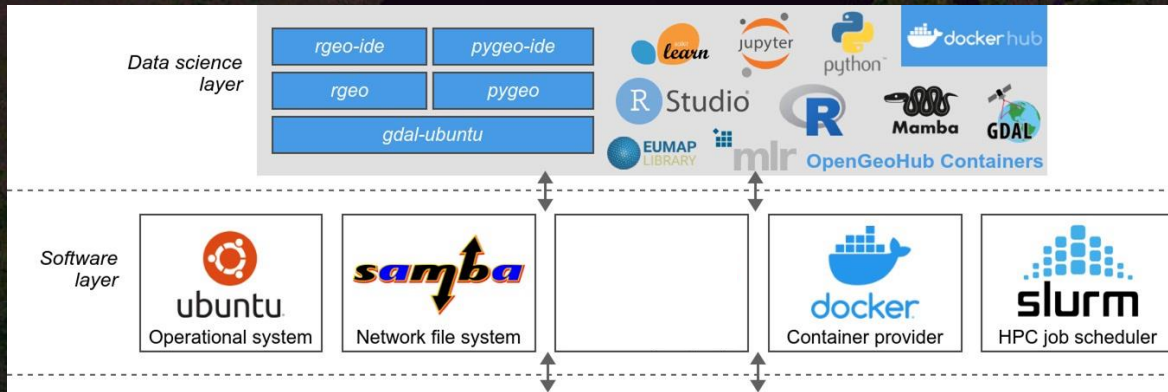 Data science
layer
rgeo-ide
pygeo-ide
rgeo
pygeo
gdal-ubuntu
learn
jupyter
python
dockerhub
R Studio
R
Mamba
GDAL
EUMAP
LIBRARY
mlr
OpenGeoHub Containers
Software
layer
ubuntu
Operational system
samba
Network file system
docker
Container provider
slurm
HPC job scheduler